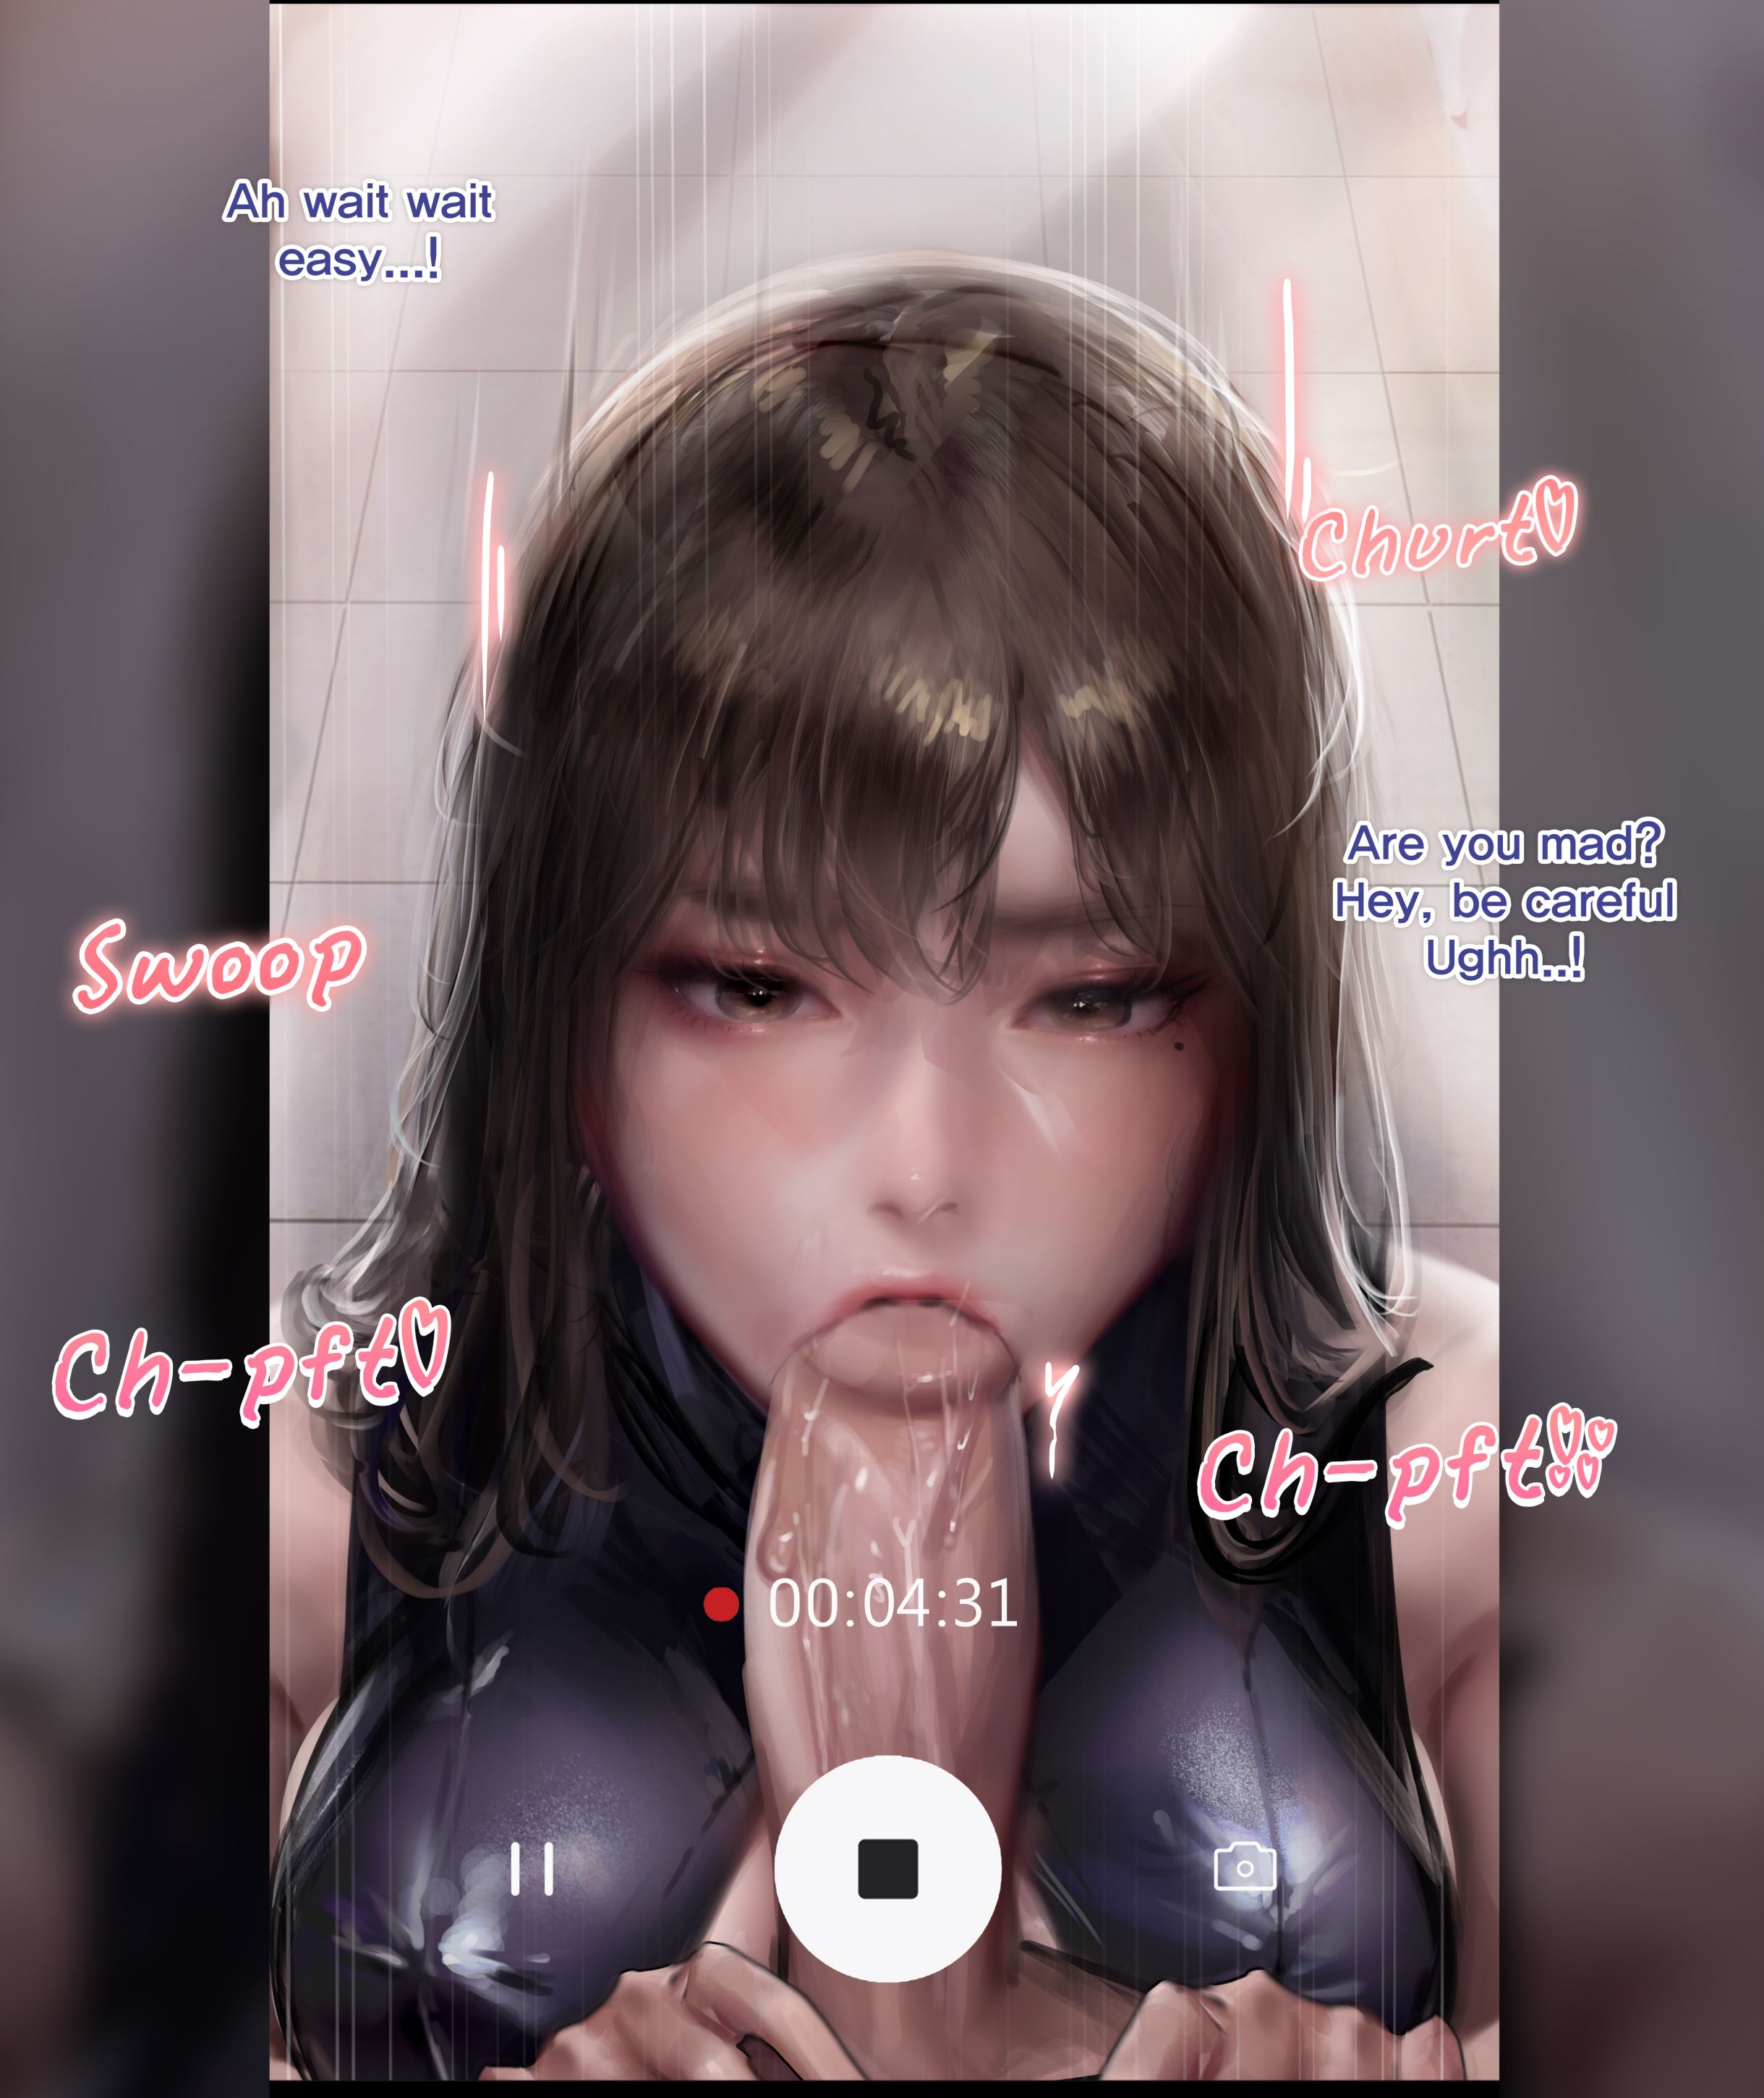 Ah wait wait
easy...!
Churt♡
Are you mad?
Hey, be careful
Ughh..!
Swoop
Ch-pft♡
Ch-pft♡♡
00:04:31